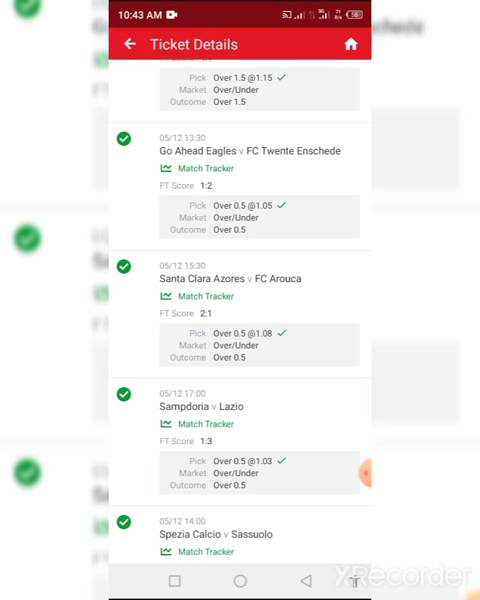 10:43 AM
Ticket Details
Pick Over 1.5 @1.15
Market Over/Under
Outcome Over 1.5
05/12 13:30
Go Ahead Eagles v FC Twente Enschede
Match Tracker
FT Score 1:2
Pick Over 0.5 @1.05
Market Over/Under
Outcome Over 0.5
05/12 15:30
Santa Clara Azores v FC Arouca
Match Tracker
FT Score 2:1
Pick Over 0.5 @1.08
Market Over/Under
Outcome Over 0.5
05/12 17:00
Sampdoria v Lazio
Match Tracker
FT Score 1:3
Pick Over 0.5 @1.03
Market Over/Under
Outcome Over 0.5
05/12 14:00
Spezia Calcio v Sassuolo
Match Tracker
XRecorder